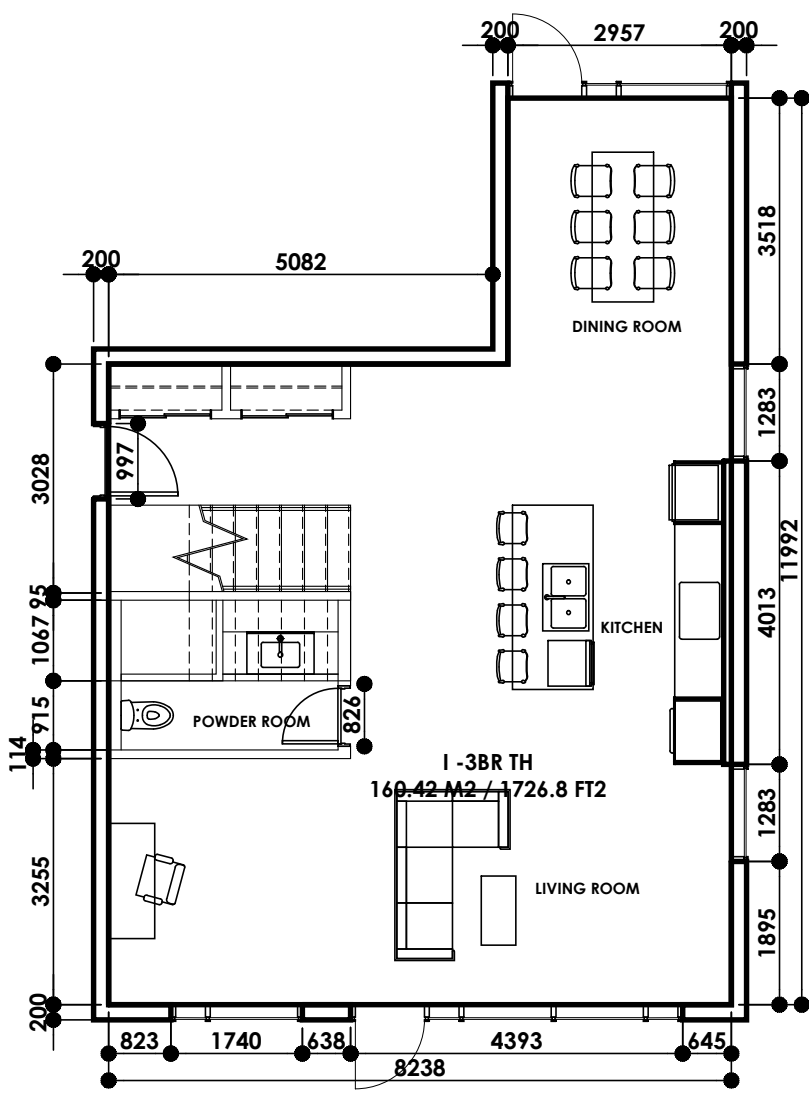 200 2957 200
200 5082
3518
DINING ROOM
1283
997
3028
11992
95
4013
KITCHEN
1067
915
POWDER ROOM
826
114
I -3BR TH
160.42 M2 / 1726.8 FT2
1283
3255
LIVING ROOM
1895
200
823 1740 638 4393 645
8238